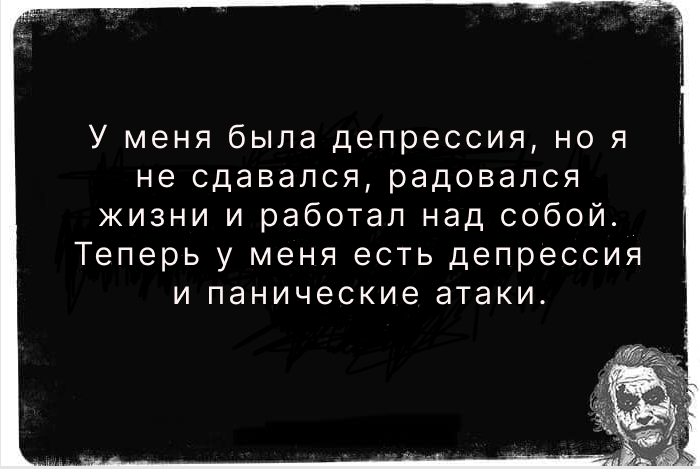 У меня была депрессия, но я
не сдавался, радовался
жизни и работал над собой.
Теперь у меня есть депрессия
и панические атаки.